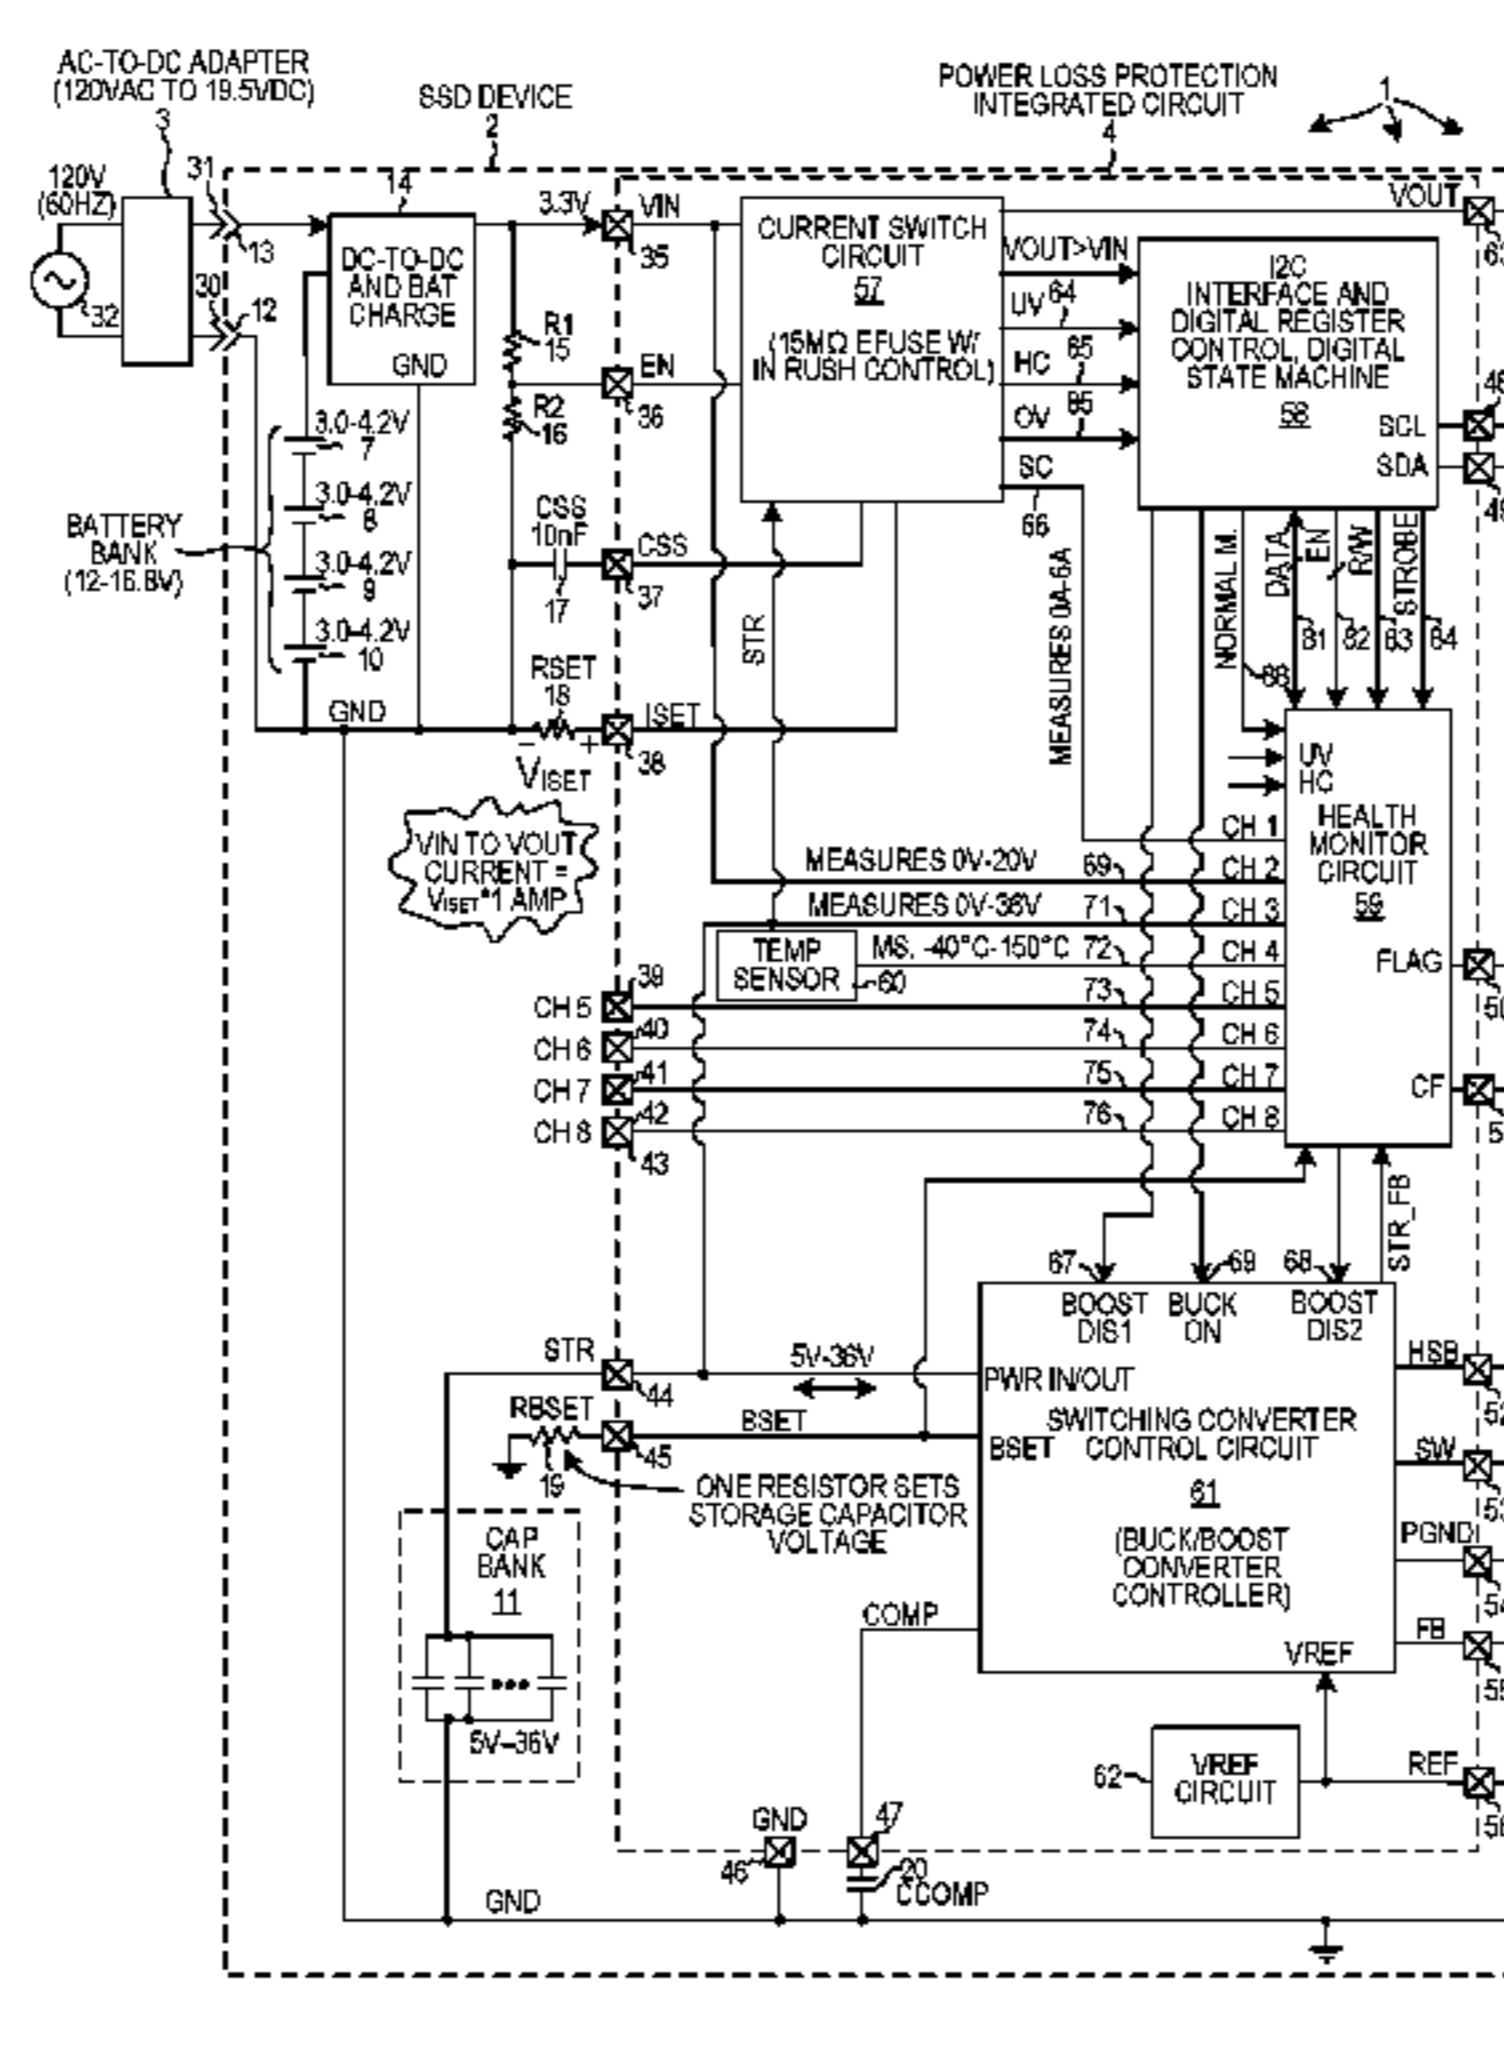 AC-TO-DC ADAPTER
(120VAC TO 19.5VDC)
3
SSD DEVICE
2
POWER LOSS PROTECTION
INTEGRATED CIRCUIT
4
1
120V
(60HZ)
31
14
3.3V
VIN
35
13
30
12
32
DC-TO-DC
AND BAT
CHARGE
GND
R1
15
EN
36
R2
16
CURRENT SWITCH
CIRCUIT
57
(15MΩ EFUSE W/
IN RUSH CONTROL)
VOUT
VOUT>VIN
UV 64
HC 65
OV 85
SC
66
I2C
INTERFACE AND
DIGITAL REGISTER
CONTROL, DIGITAL
STATE MACHINE
58
SCL
SDA
3.0-4.2V
7
3.0-4.2V
8
3.0-4.2V
9
3.0-4.2V
10
BATTERY
BANK
(12-16.8V)
CSS
10nF
17
CSS
37
STR
MEASURES 0A-6A
NORMAL M.
DATA
EN
R/W
STROBE
81
82
83
84
GND
RSET
18
ISET
38
- +
VISET
VIN TO VOUT
CURRENT =
VISET*1 AMP
UV
HC
HEALTH
MONITOR
CIRCUIT
59
FLAG
CF
CH 1
MEASURES 0V-20V 69 CH 2
MEASURES 0V-36V 71 CH 3
TEMP
SENSOR
60
MS. -40°C-150°C 72 CH 4
CH 5 39 73 CH 5
CH 6 40 74 CH 6
CH 7 41 75 CH 7
CH 8 42 76 CH 8
43
STR_FB
67
69
68
BOOST
DIS1
BUCK
ON
BOOST
DIS2
STR
44
5V-36V
PWR IN/OUT
RBSET
19
45
BSET
BSET
ONE RESISTOR SETS
STORAGE CAPACITOR
VOLTAGE
SWITCHING CONVERTER
CONTROL CIRCUIT
61
(BUCK/BOOST
CONVERTER
CONTROLLER)
VREF
HSB
SW
PGND
FB
CAP
BANK
11
5V–36V
COMP
62
VREF
CIRCUIT
REF
GND
46
47
20
CCOMP
GND